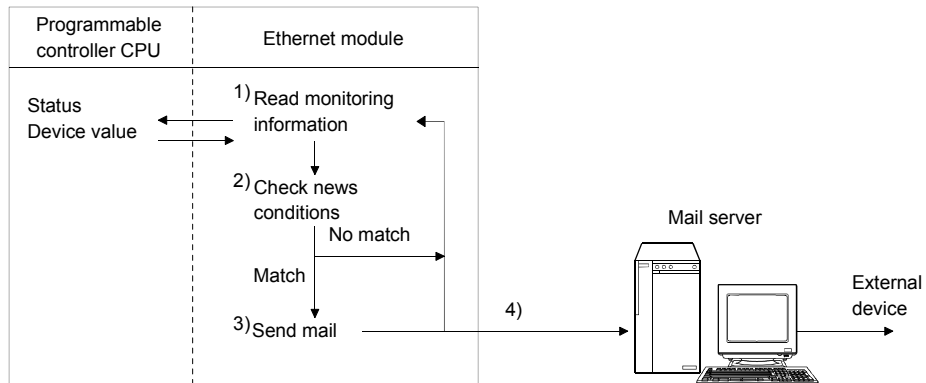 Programmable
controller CPU
Ethernet module
Status
Device value
1) Read monitoring
information
2) Check news
conditions
No match
Match
3) Send mail
4)
Mail server
External
device